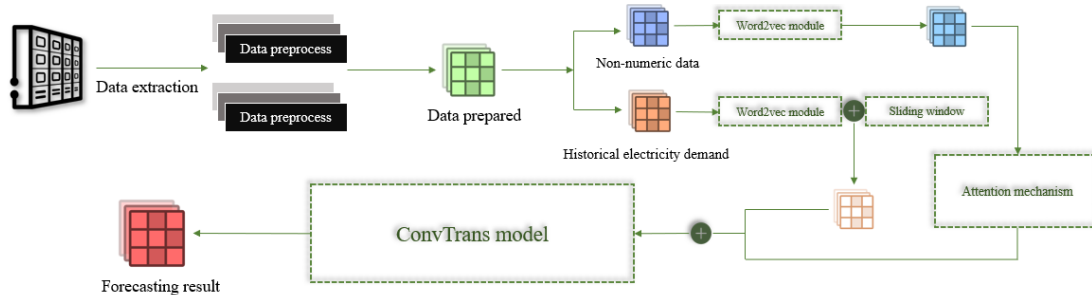 Data extraction
Data preprocess
Data preprocess
Data prepared
Non-numeric data
Word2vec module
Historical electricity demand
Word2vec module
Sliding window
Attention mechanism
ConvTrans model
Forecasting result